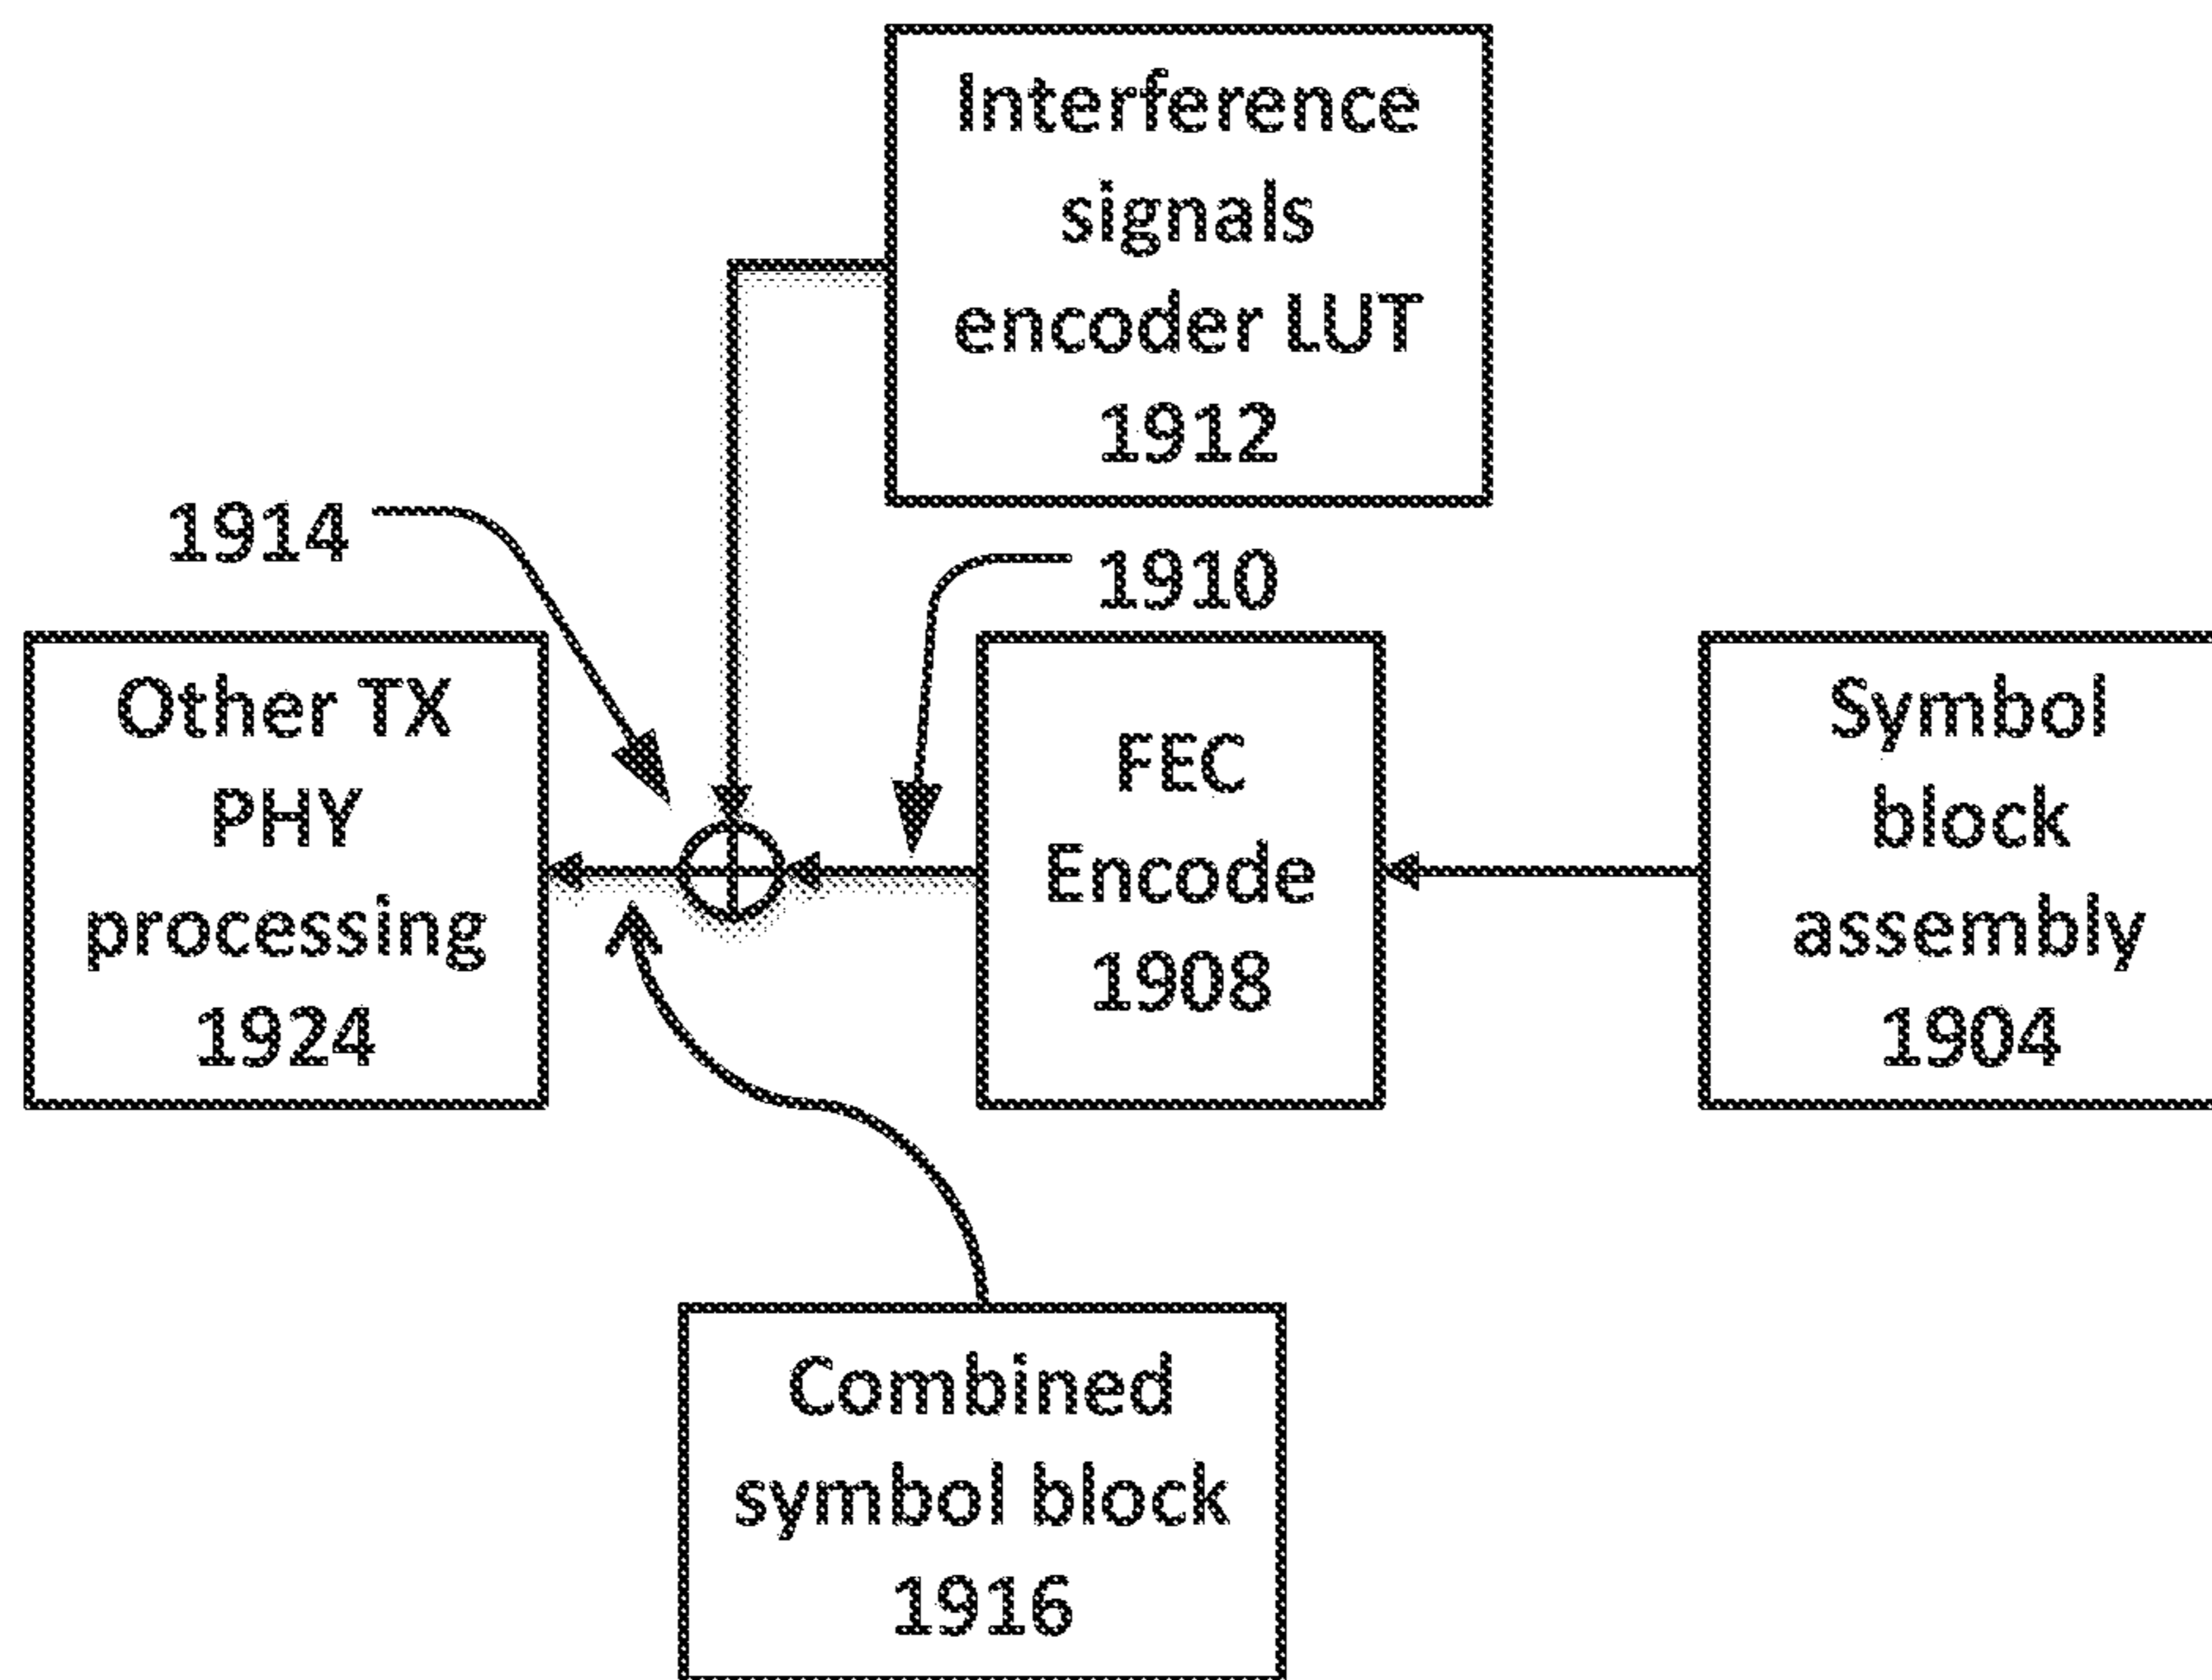 Interference
signals
encoder LUT
1912
1914
1910
Other TX
PHY
processing
1924
FEC
Encode
1908
Symbol
block
assembly
1904
Combined
symbol block
1916